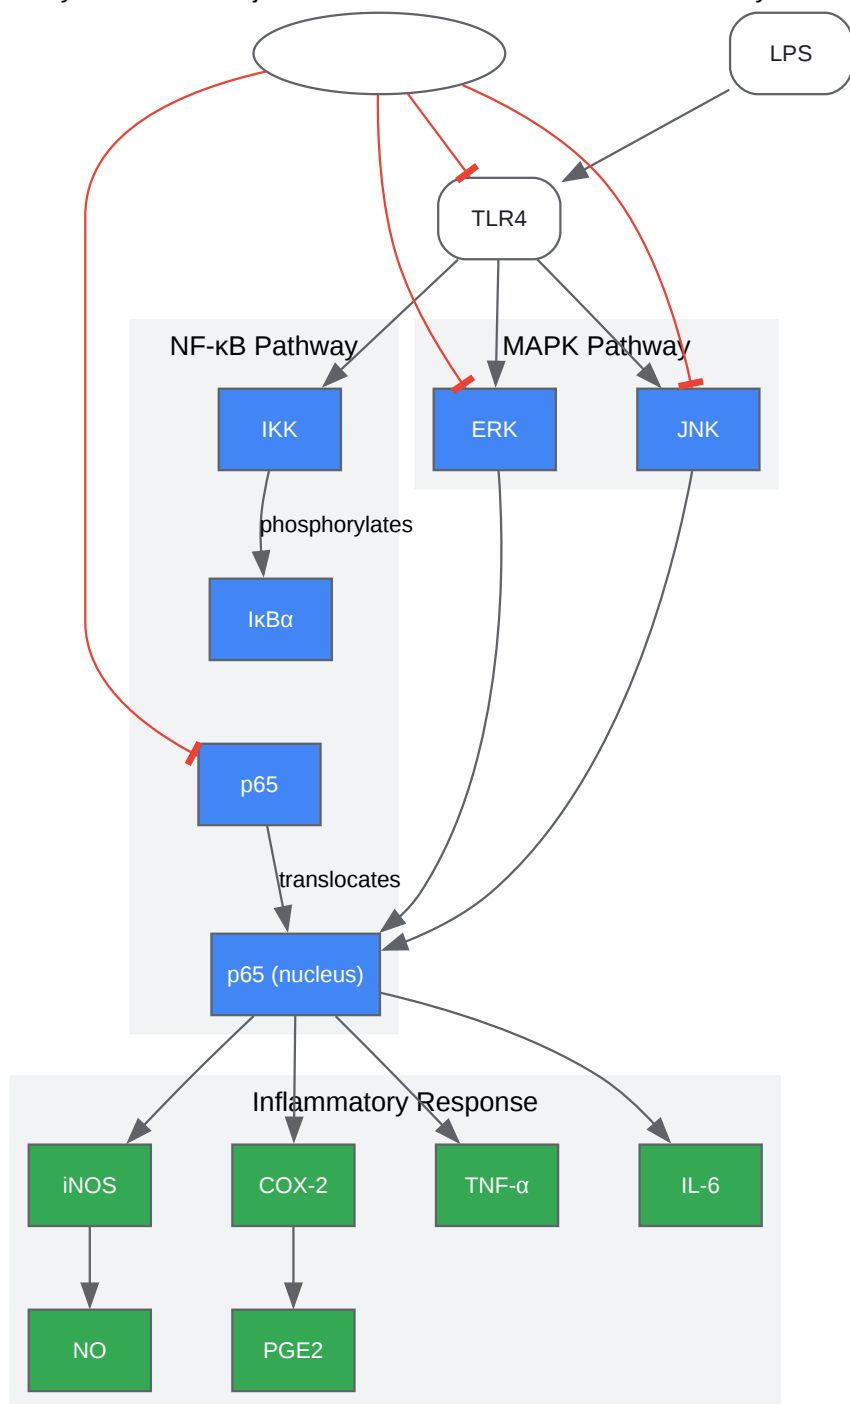 LPS
TLR4
NF-κB Pathway
MAPK Pathway
IKK
ERK
JNK
phosphorylates
IκBα
p65
translocates
p65 (nucleus)
Inflammatory Response
iNOS
COX-2
TNF-α
IL-6
NO
PGE2